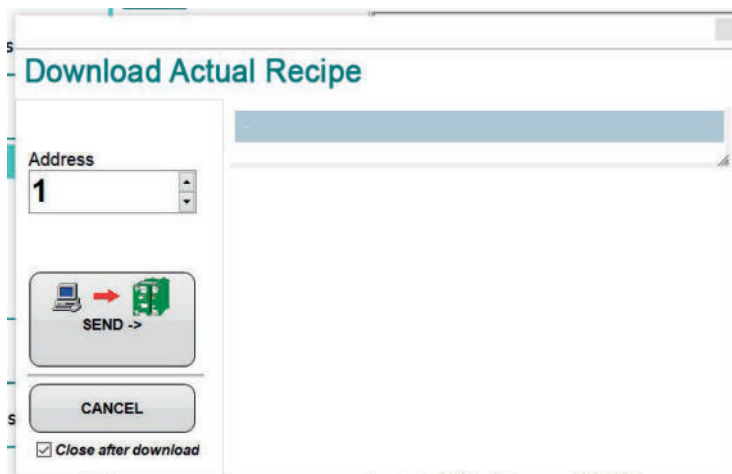 Download Actual Recipe
Address
1
SEND ->
CANCEL
Close after download